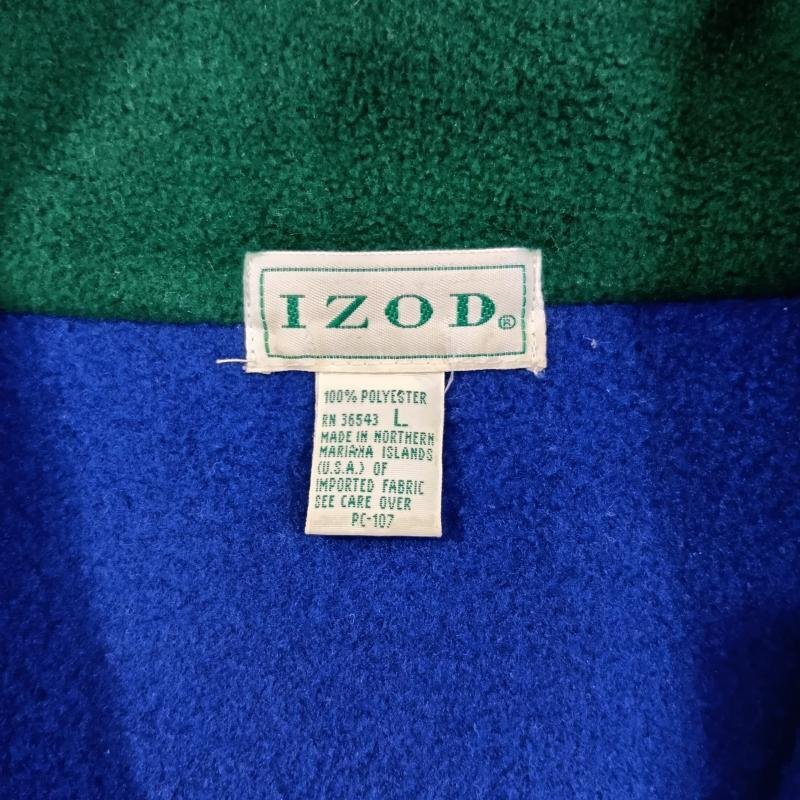 IZOD®
100% POLYESTER
RN 36543 L
MADE IN NORTHERN
MARIANA ISLANDS
(U.S.A.) OF
IMPORTED FABRIC
SEE CARE OVER
PC-107